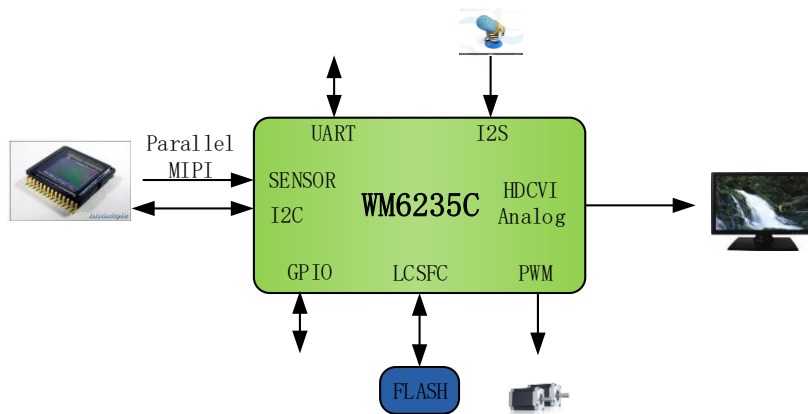 UART
I2S
Parallel
MIPI
SENSOR
I2C
WM6235C
HDCVI
Analog
GPIO
LCSFC
PWM
FLASH